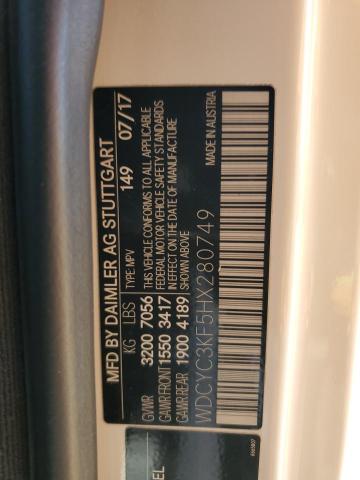 MFD BY DAIMLER AG STUTTGART
KG LBS TYPE: MPV 149 07/17
GVWR 3200 7056 THIS VEHICLE CONFORMS TO ALL APPLICABLE
GAWR FRONT 1550 3417 FEDERAL MOTOR VEHICLE SAFETY STANDARDS
IN EFFECT ON THE DATE OF MANUFACTURE
GAWR REAR 1900 4189 SHOWN ABOVE
WDCYC3KF5HX280749 MADE IN AUSTRIA
EL